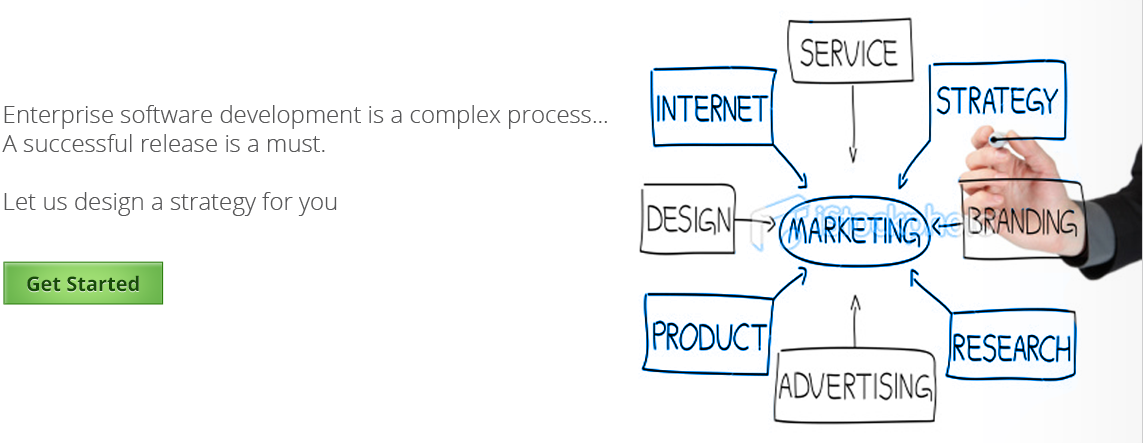 Enterprise software development is a complex process...
A successful release is a must.
Let us design a strategy for you
Get Started
SERVICE
INTERNET
STRATEGY
DESIGN
MARKETING
BRANDING
PRODUCT
RESEARCH
ADVERTISING